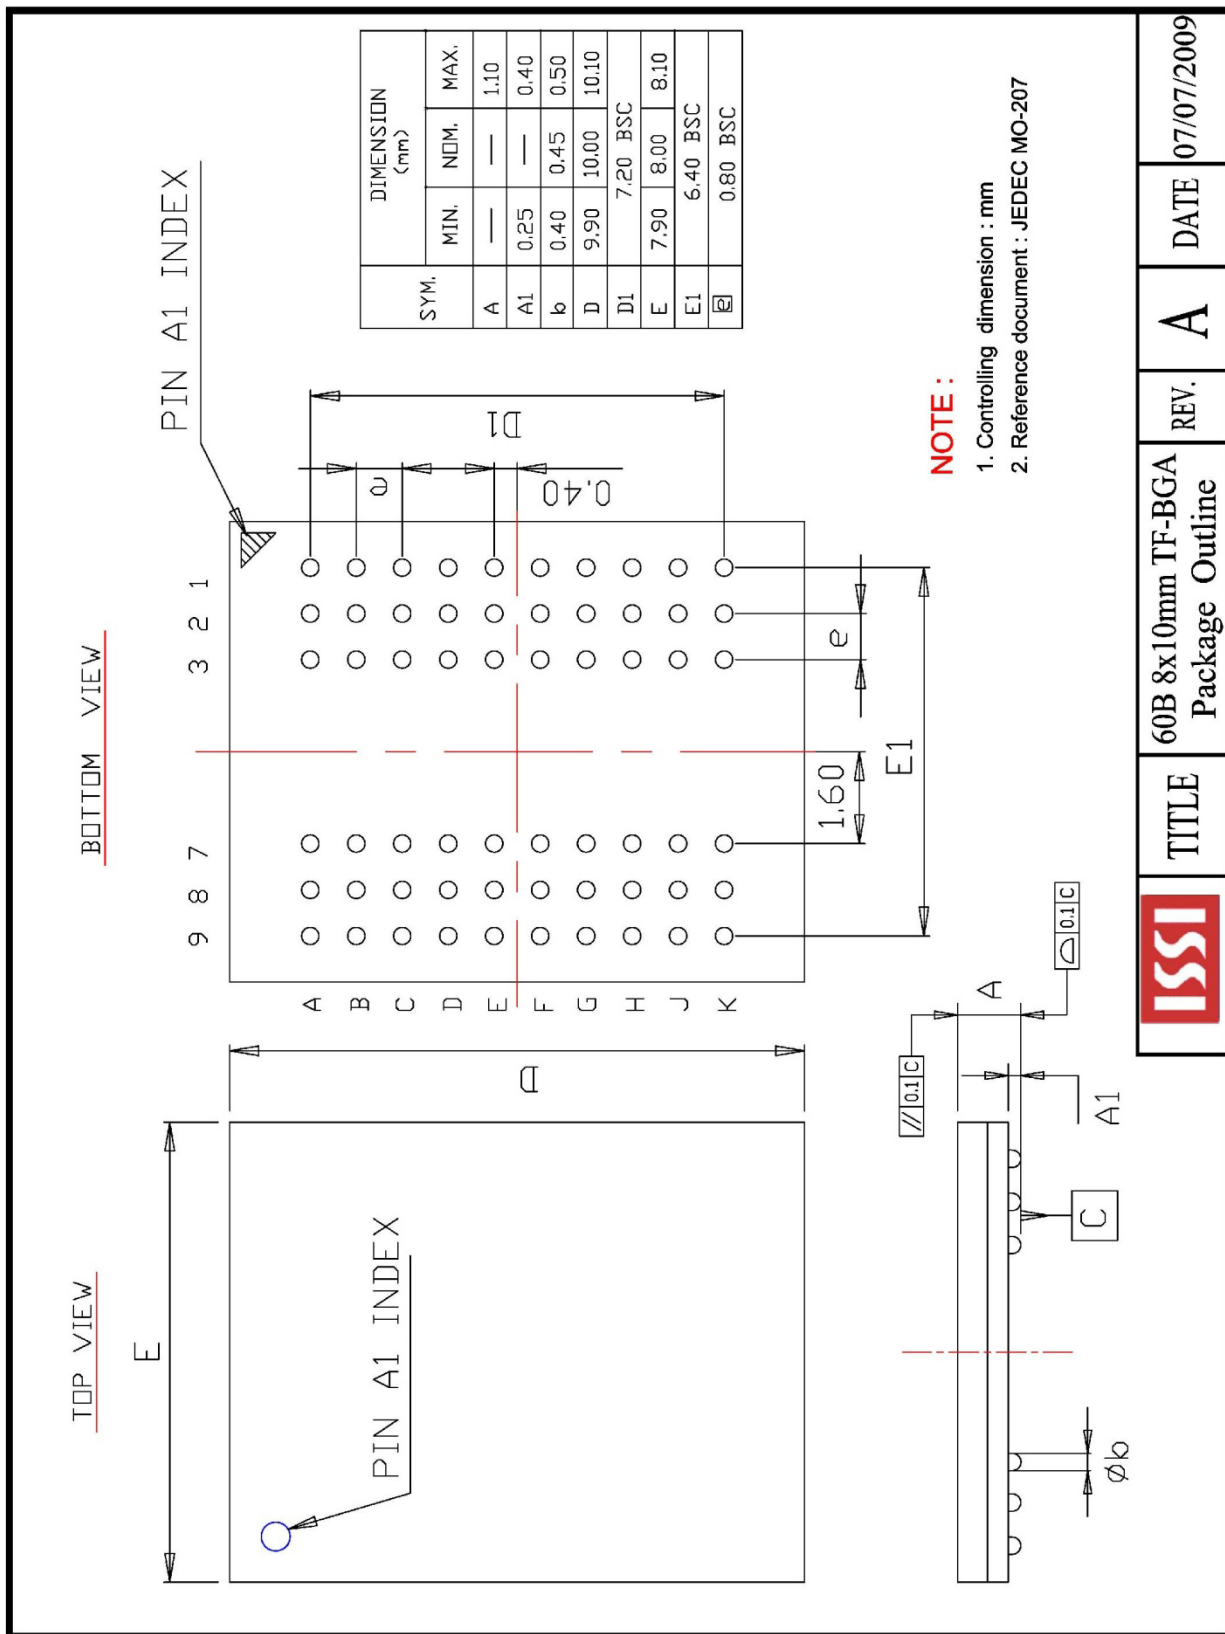 TOP VIEW
E
PIN A1 INDEX
D
BOTTOM VIEW
9 8 7 3 2 1
A
B
C
D
E
F
G
H
J
K
PIN A1 INDEX
e
D1
0.40
1.60
e
E1
SYM. DIMENSION (mm)
MIN. NOM. MAX.
A — — 1.10
A1 0.25 — 0.40
b 0.40 0.45 0.50
D 9.90 10.00 10.10
D1 7.20 BSC
E 7.90 8.00 8.10
E1 6.40 BSC
e 0.80 BSC
// 0.1 C
A
0.1 C
A1
C
Øb
NOTE :
1. Controlling dimension : mm
2. Reference document : JEDEC MO-207
ISSI
TITLE
60B 8x10mm TF-BGA
Package Outline
REV. A
DATE 07/07/2009